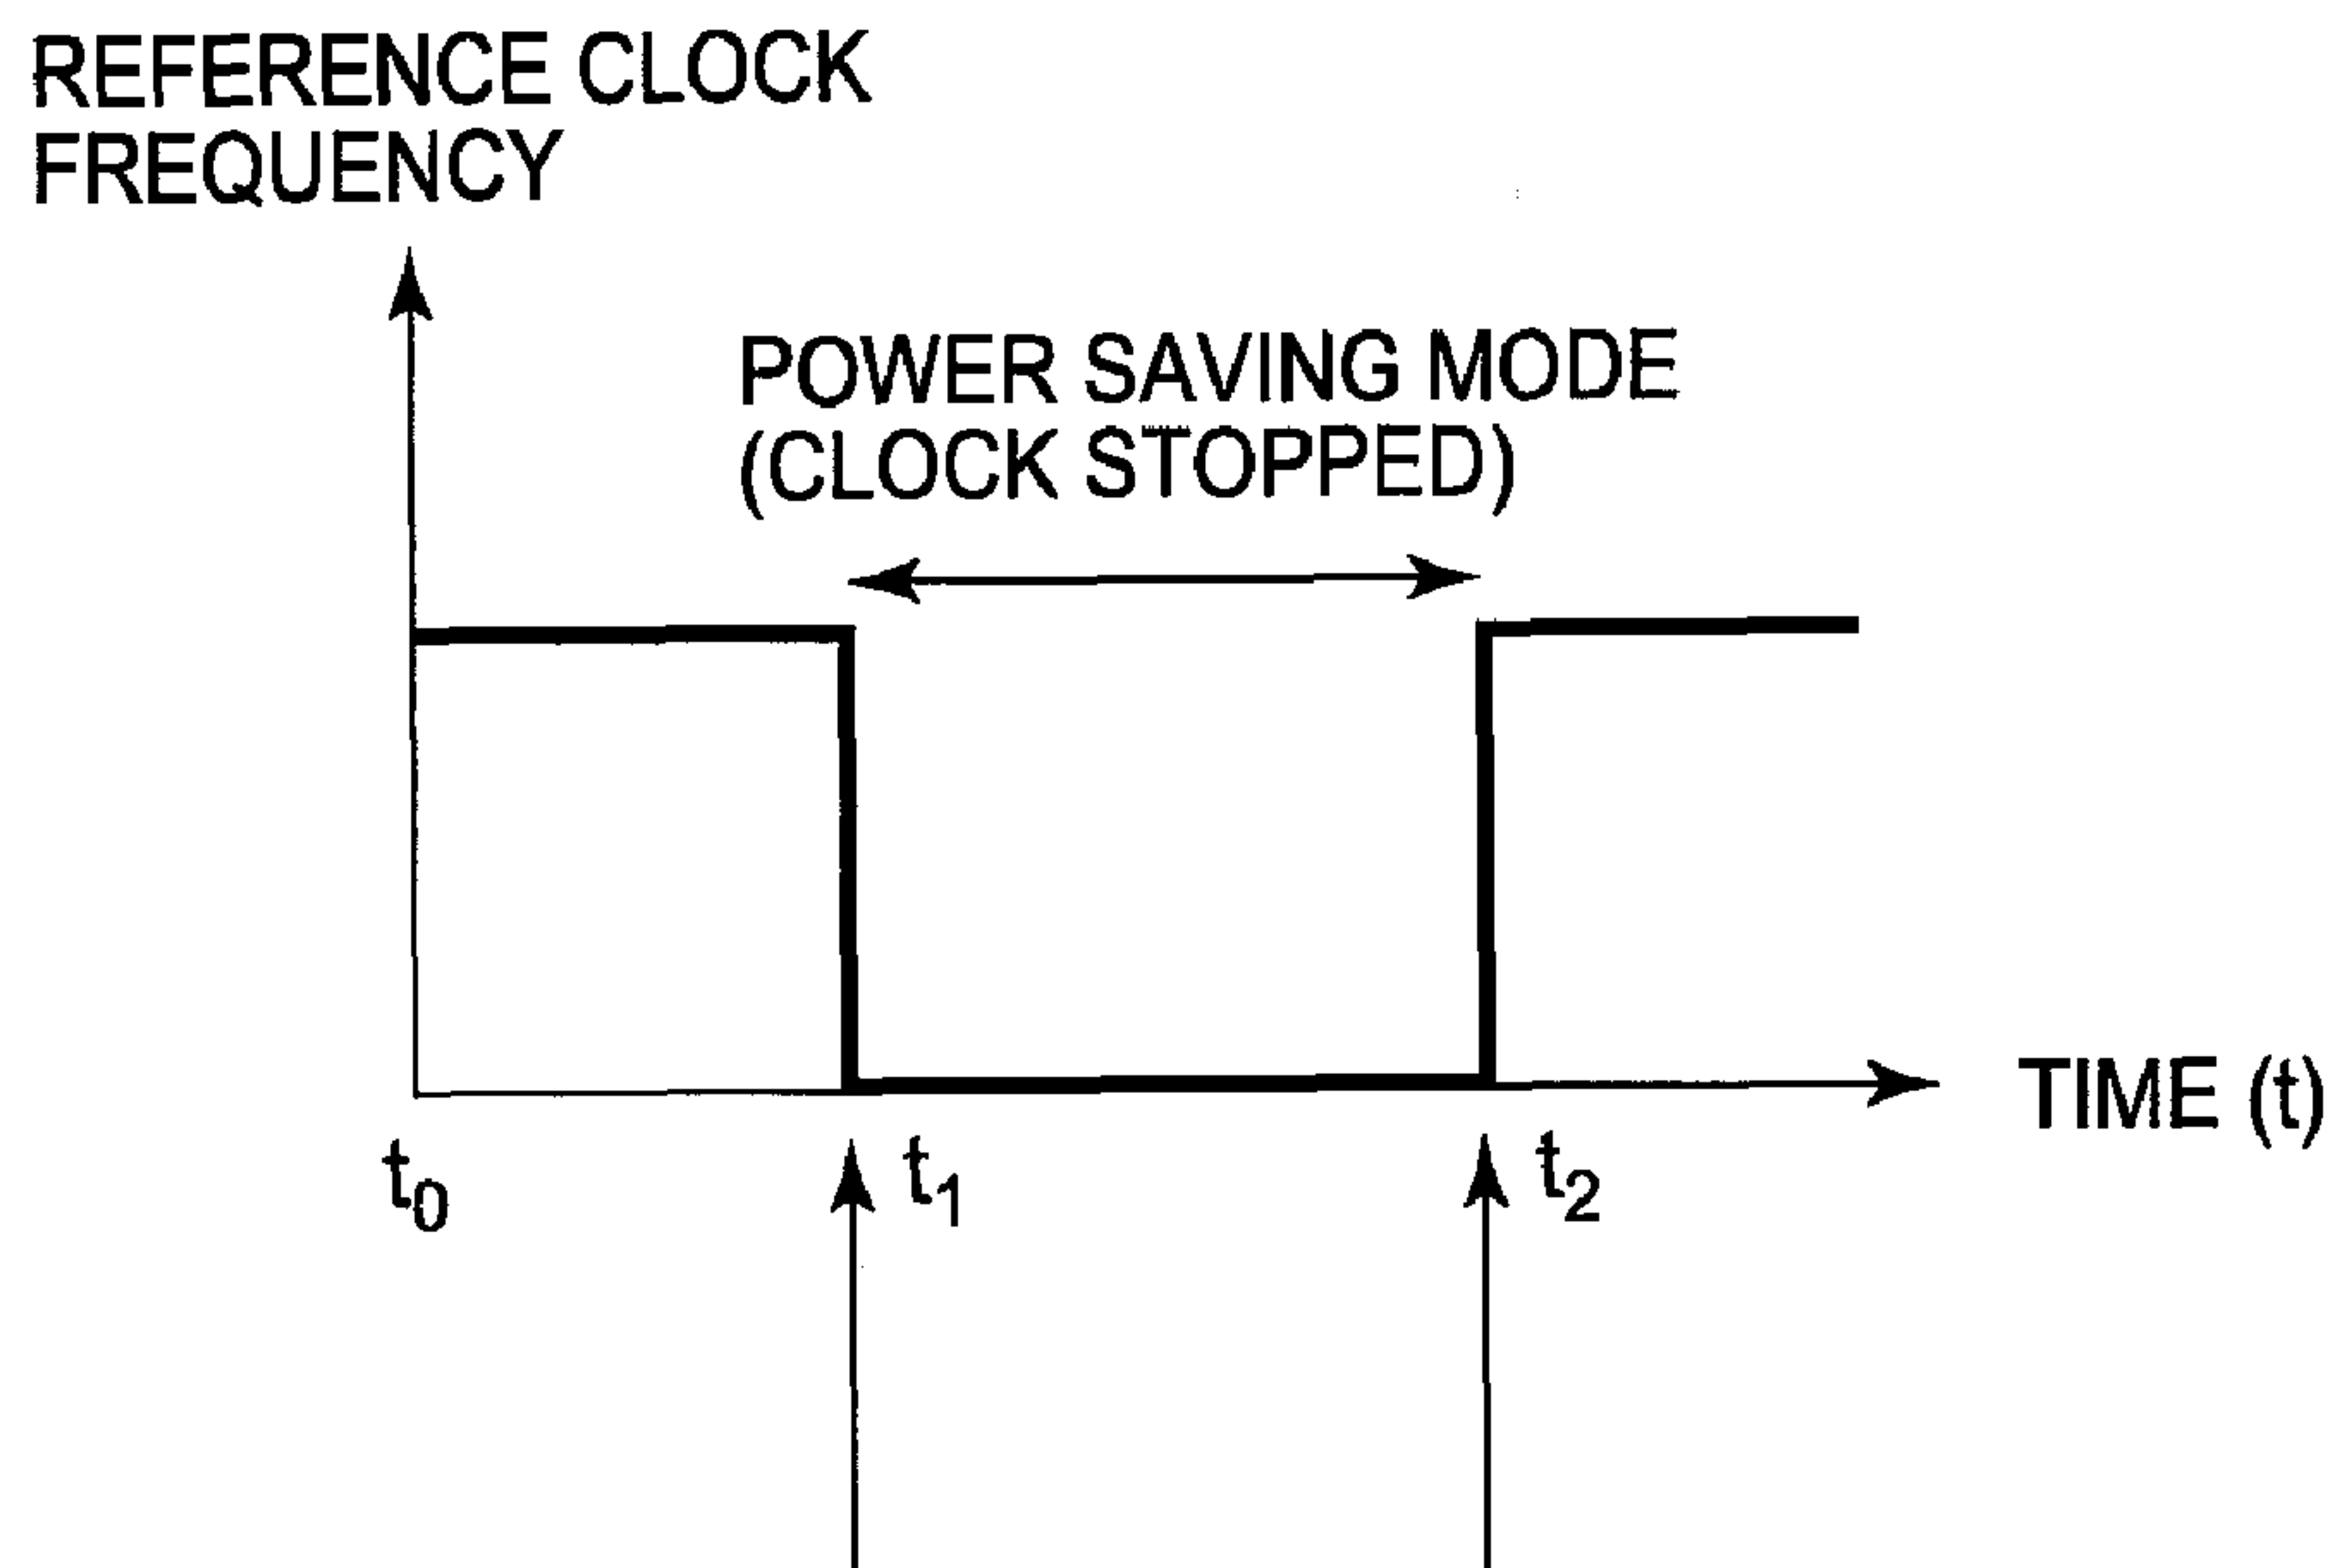 REFERENCE CLOCK
FREQUENCY
POWER SAVING MODE
(CLOCK STOPPED)
TIME (t)
t0
t1
t2